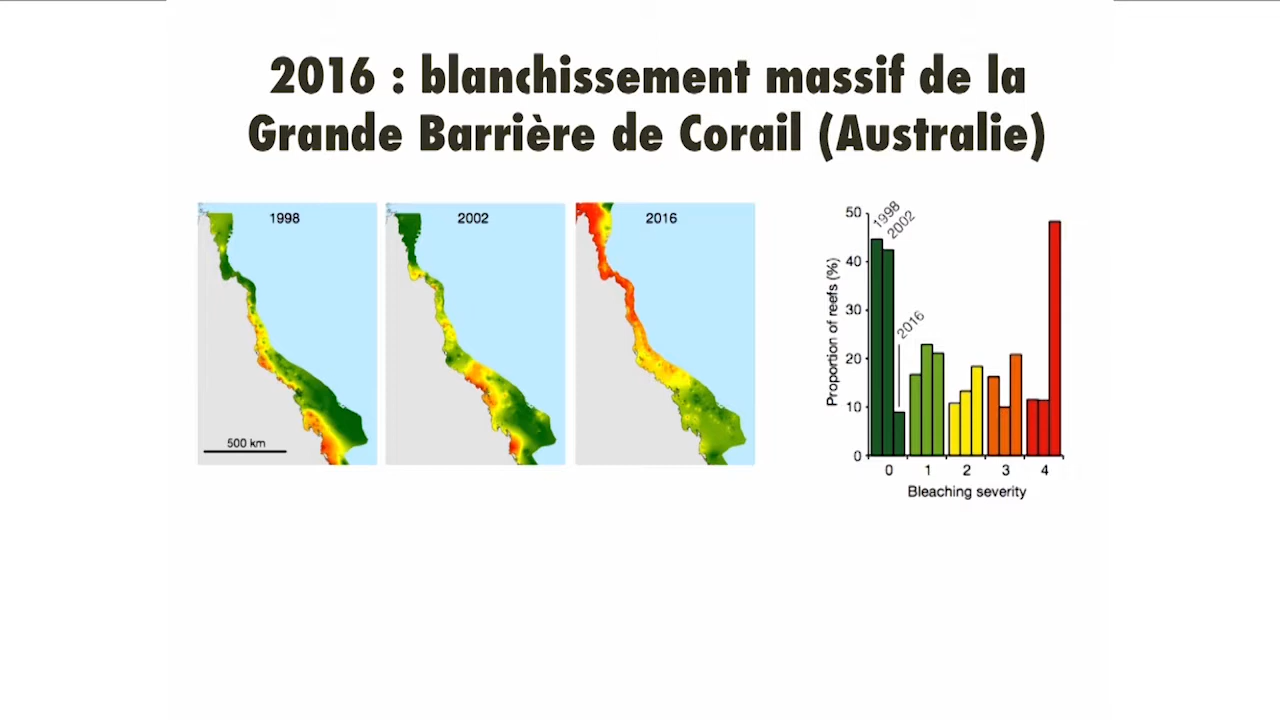 2016 : blanchissement massif de la
Grande Barrière de Corail (Australie)
1998
2002
2016
500 km
50
40
30
20
10
0
Proportion of reefs (%)
1998
2002
2016
0 1 2 3 4
Bleaching severity